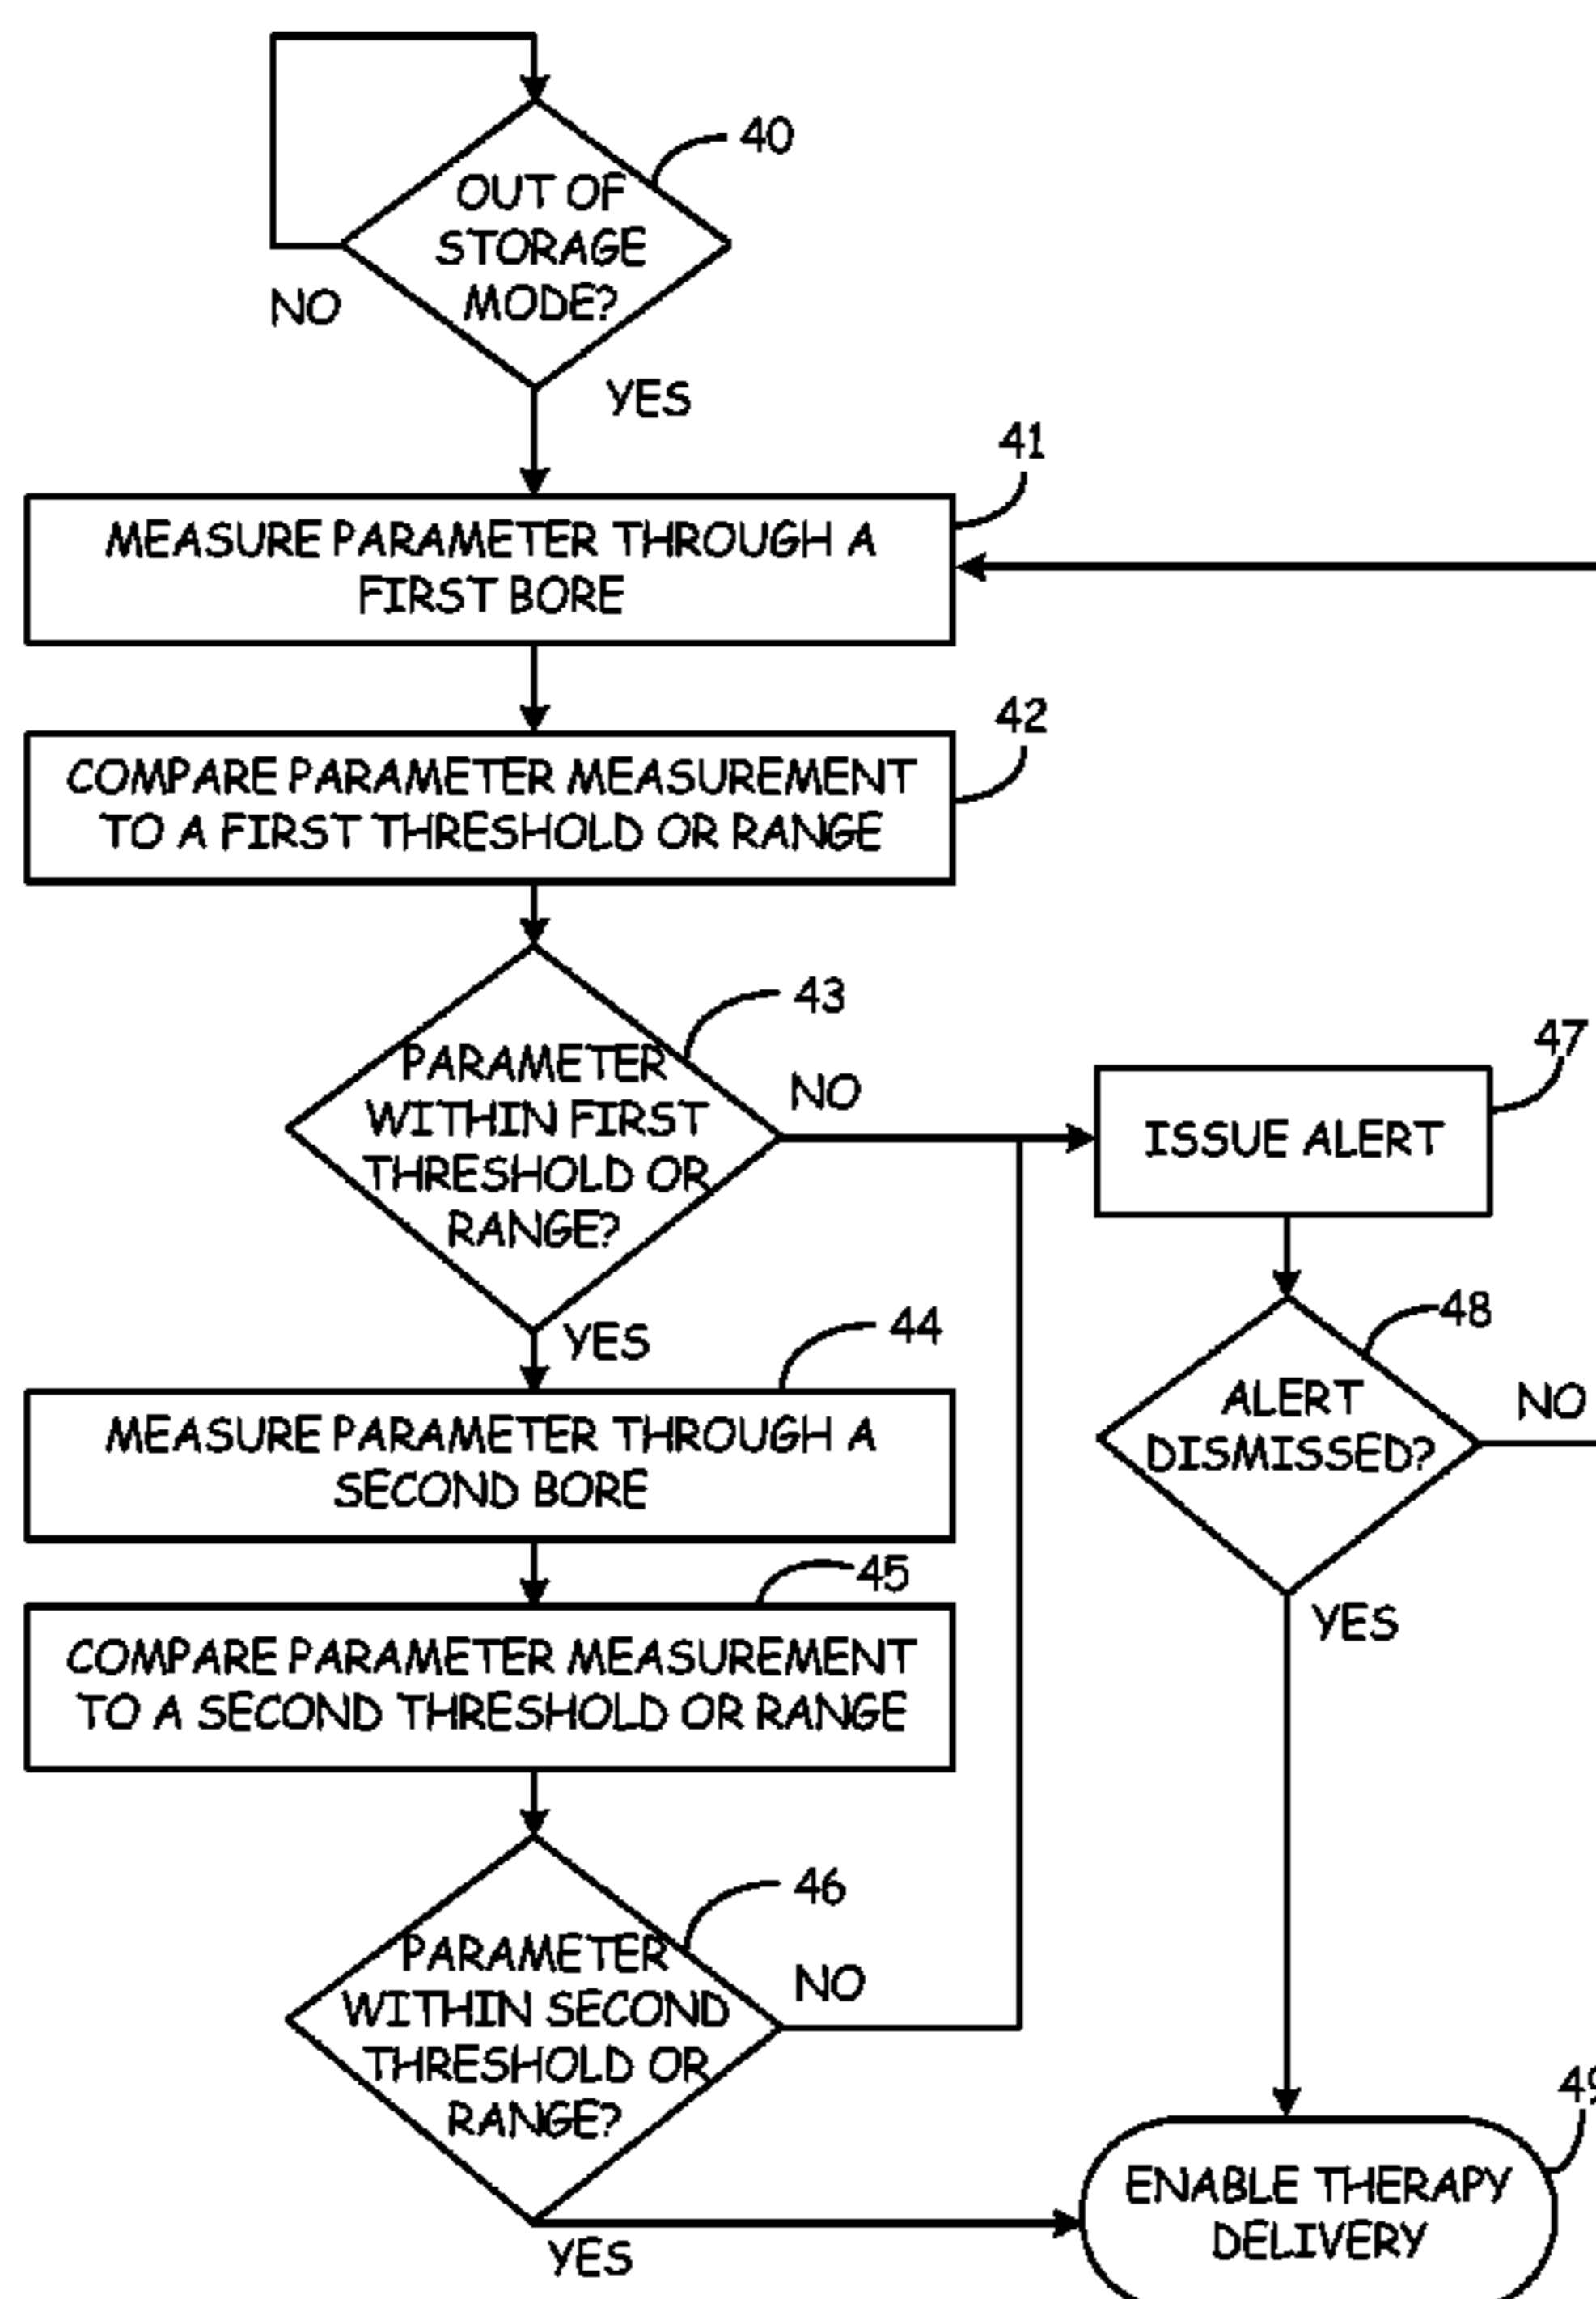 40
OUT OF
STORAGE
MODE?
NO
YES
41
MEASURE PARAMETER THROUGH A
FIRST BORE
42
COMPARE PARAMETER MEASUREMENT
TO A FIRST THRESHOLD OR RANGE
43
PARAMETER
WITHIN FIRST
THRESHOLD OR
RANGE?
NO
YES
47
ISSUE ALERT
48
ALERT
DISMISSED?
NO
YES
44
MEASURE PARAMETER THROUGH A
SECOND BORE
45
COMPARE PARAMETER MEASUREMENT
TO A SECOND THRESHOLD OR RANGE
46
PARAMETER
WITHIN SECOND
THRESHOLD OR
RANGE?
NO
YES
49
ENABLE THERAPY
DELIVERY